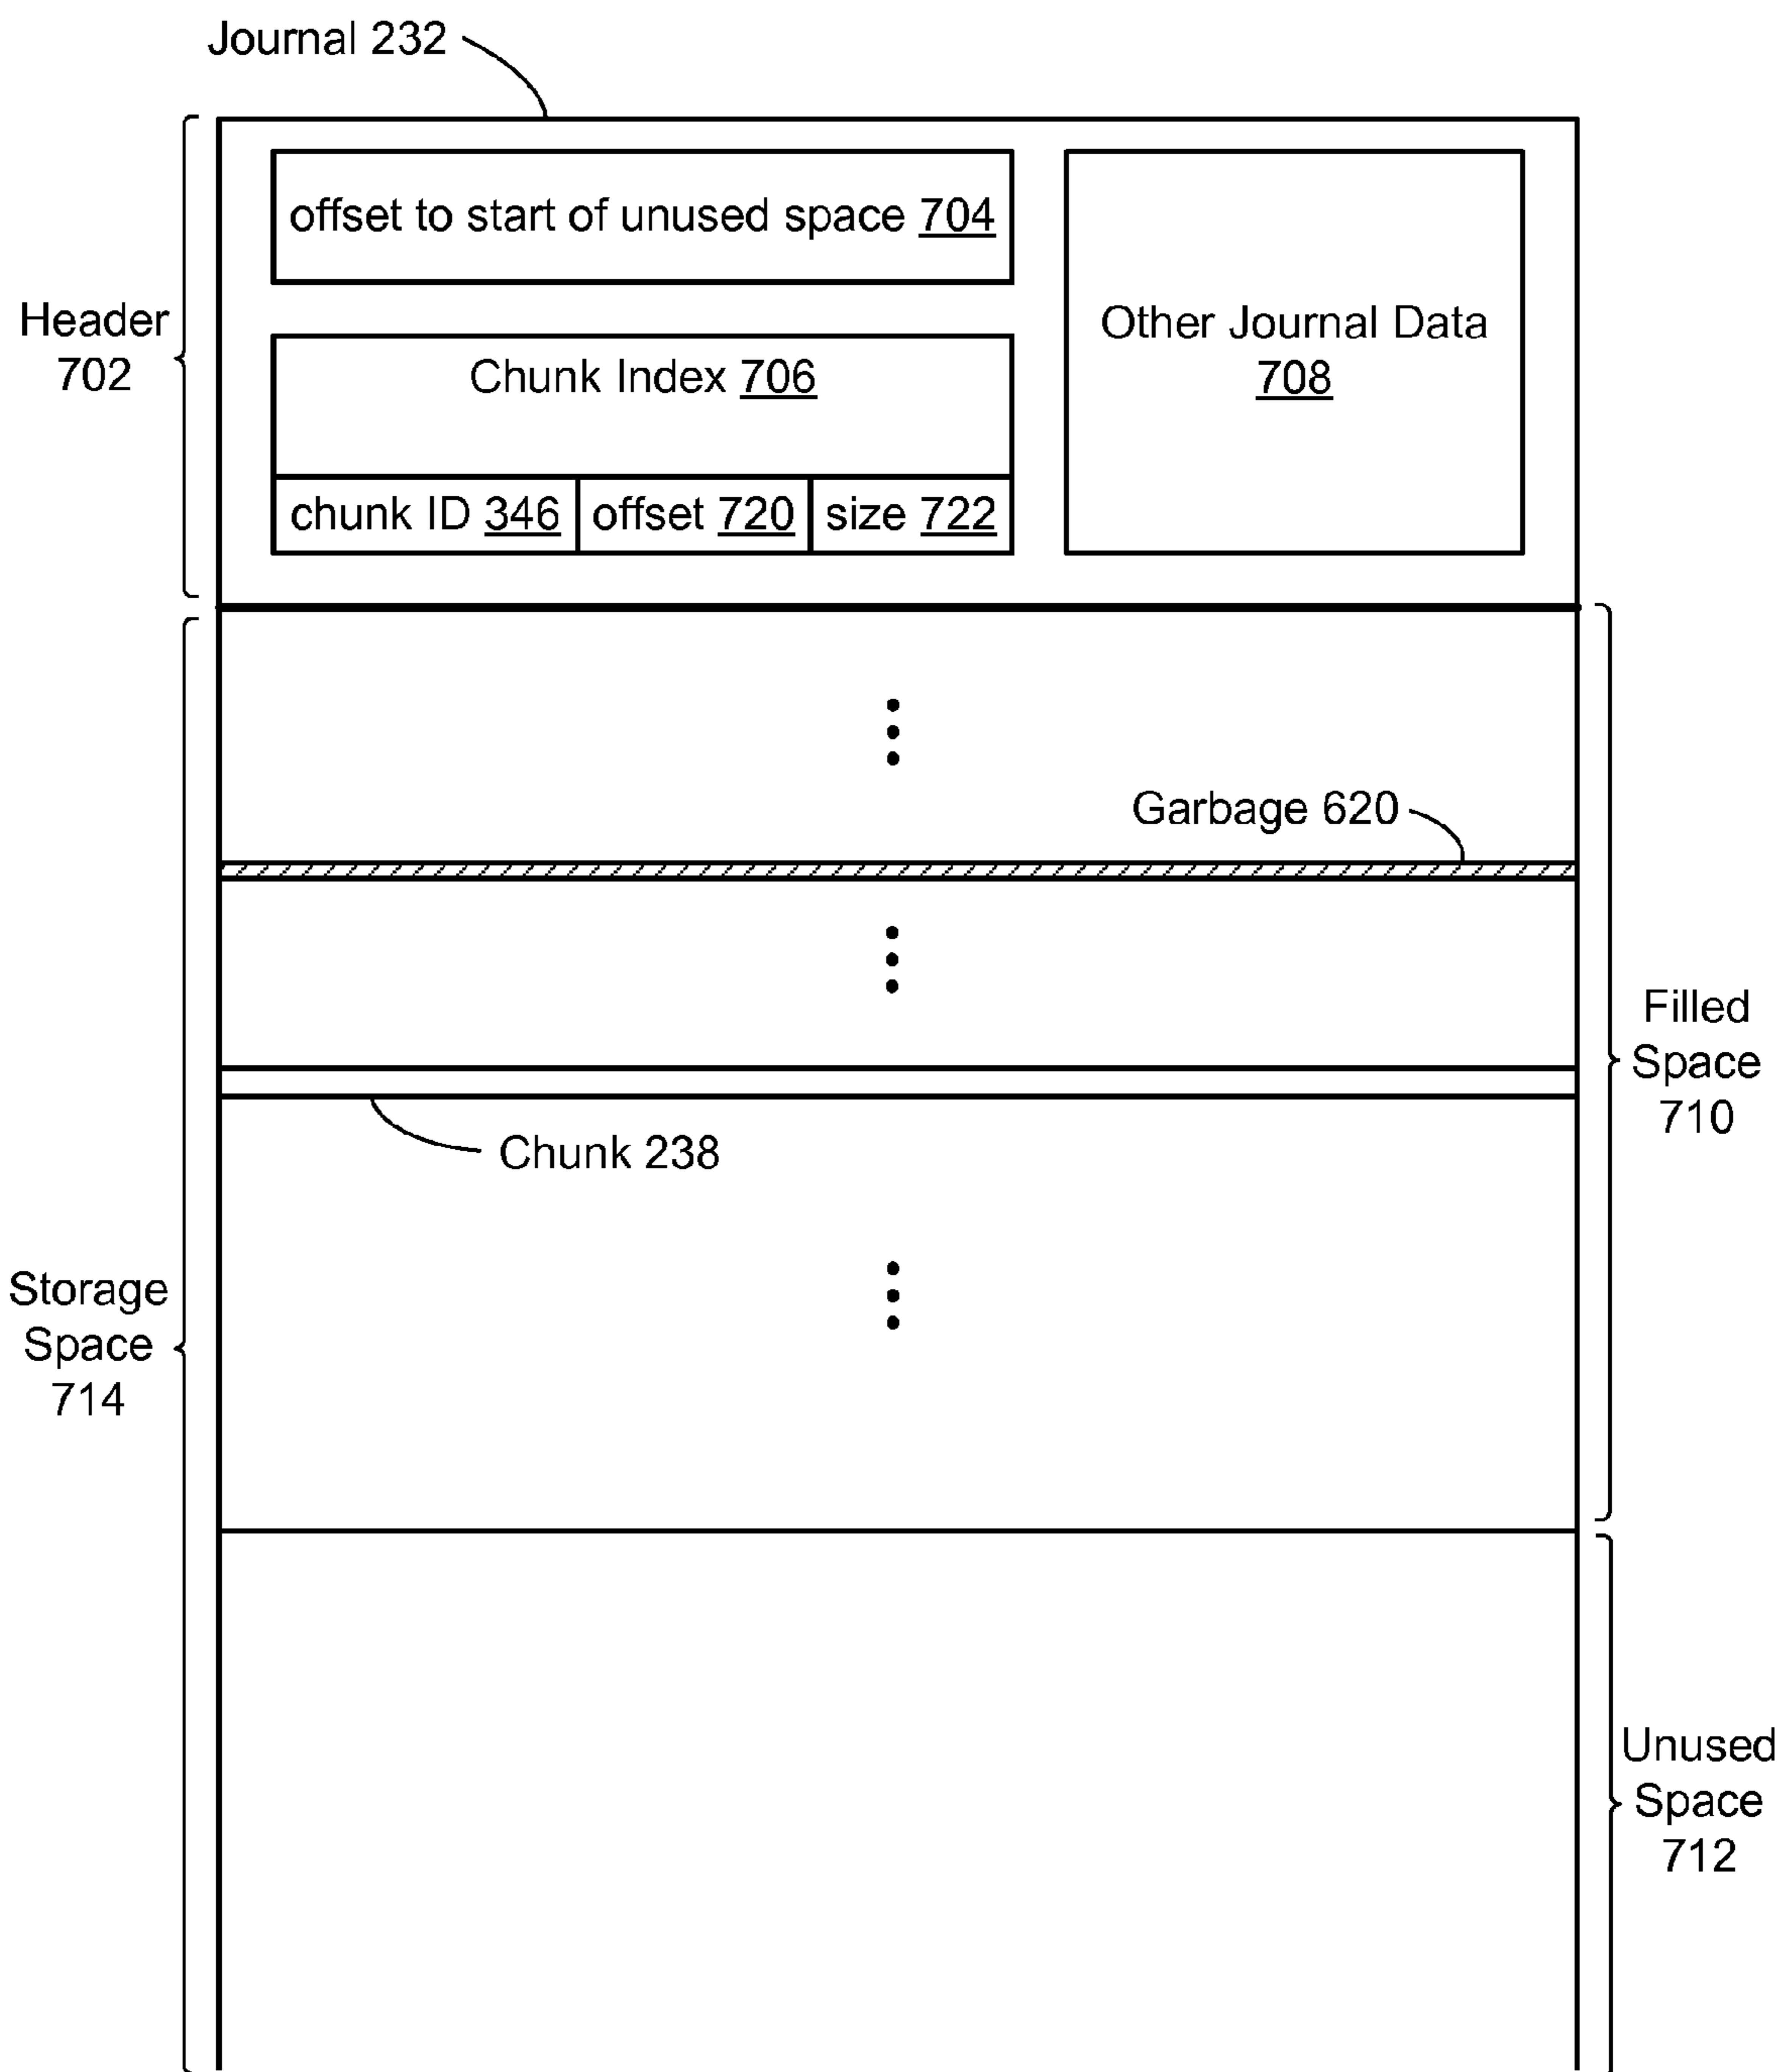 Journal 232
offset to start of unused space 704
Other Journal Data
708
Header
702
Chunk Index 706
chunk ID 346
offset 720
size 722
Garbage 620
Filled
Space
710
Chunk 238
Storage
Space
714
Unused
Space
712